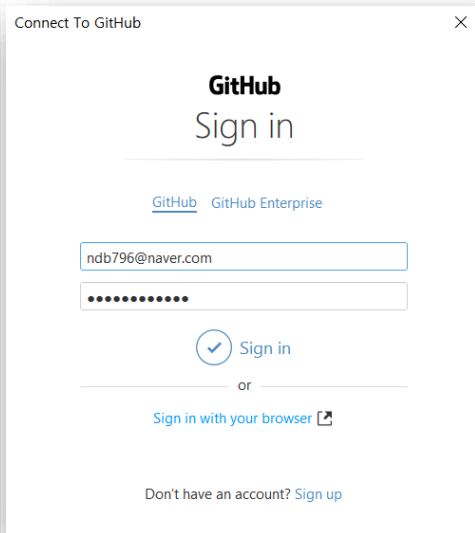 Connect To GitHub
GitHub
Sign in
GitHub GitHub Enterprise
ndb796@naver.com
●●●●●●●●●●●●
Sign in
or
Sign in with your browser
Don't have an account? Sign up